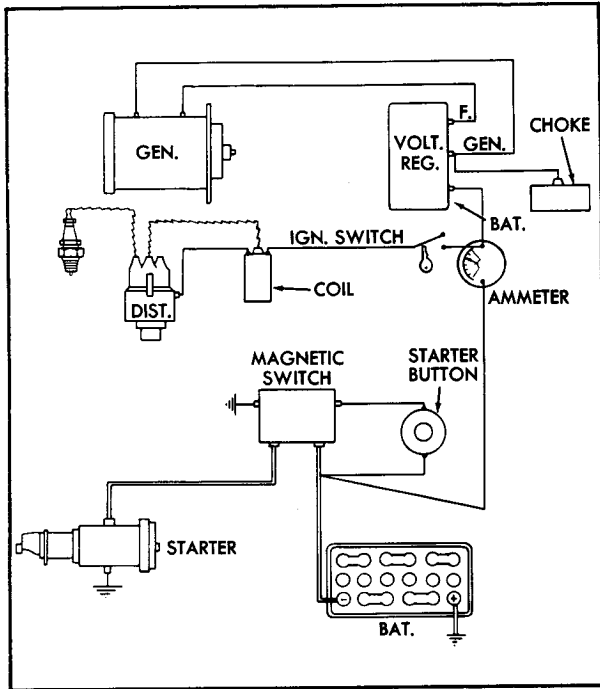 F.
GEN.
VOLT.
REG.
GEN.
CHOKE
BAT.
IGN. SWITCH
DIST.
COIL
AMMETER
MAGNETIC
SWITCH
STARTER
BUTTON
STARTER
- +
BAT.